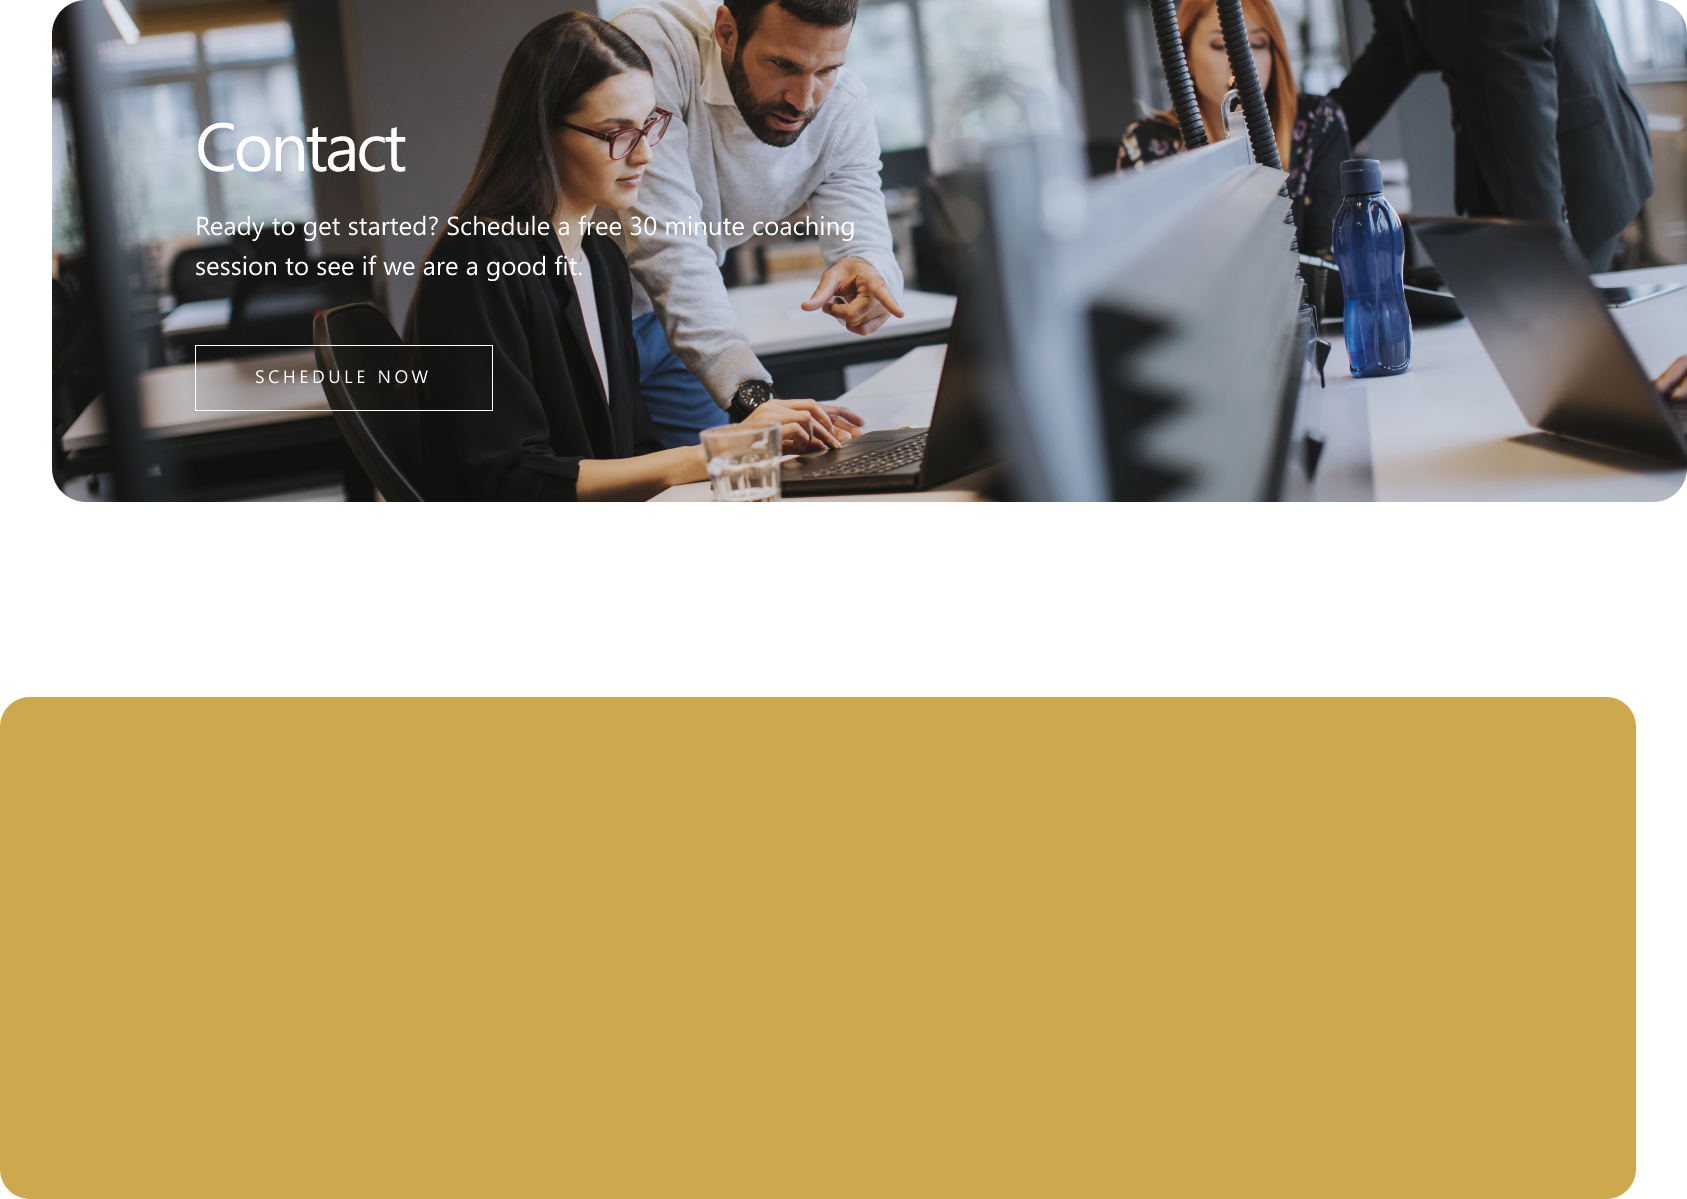 Contact
Ready to get started? Schedule a free 30 minute coaching
session to see if we are a good fit.
SCHEDULE NOW